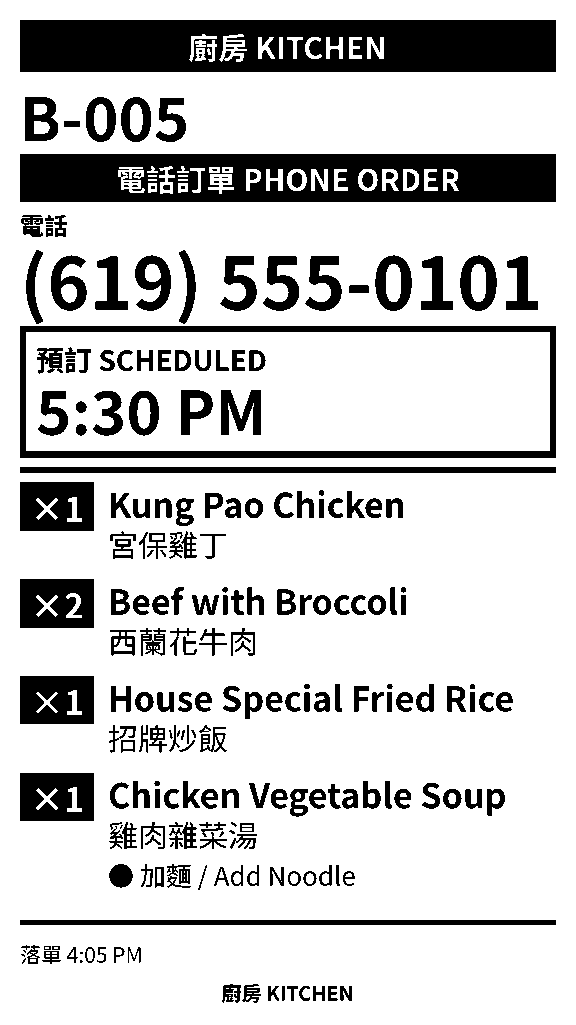 廚房 KITCHEN
B-005
電話訂單 PHONE ORDER
電話
(619) 555-0101
預訂 SCHEDULED
5:30 PM
×1 Kung Pao Chicken
宮保雞丁
×2 Beef with Broccoli
西蘭花牛肉
×1 House Special Fried Rice
招牌炒飯
×1 Chicken Vegetable Soup
雞肉雜菜湯
● 加麵 / Add Noodle
落單 4:05 PM
廚房 KITCHEN